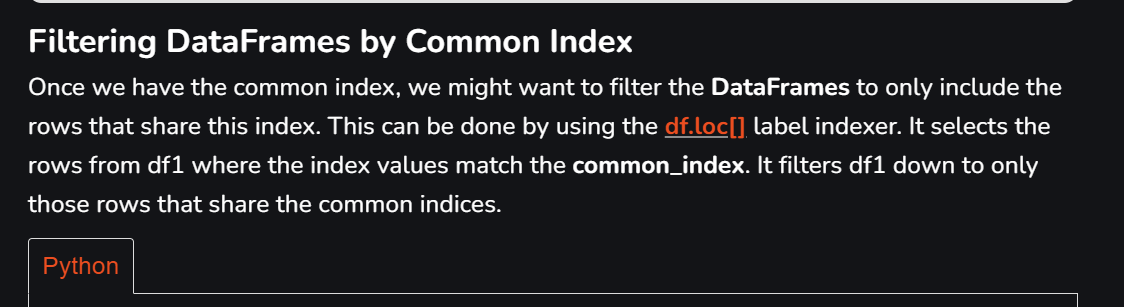 Filtering DataFrames by Common Index
Once we have the common index, we might want to filter the DataFrames to only include the
rows that share this index. This can be done by using the df.loc[] label indexer. It selects the
rows from df1 where the index values match the common_index. It filters df1 down to only
those rows that share the common indices.
Python